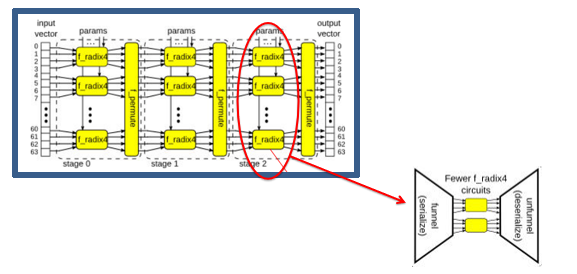 input vector
params
params
params
output vector
...
...
...
0
1
2
3
4
5
6
7
60
61
62
63
f_radix4
f_radix4
f_radix4
f_permute
stage 0
f_radix4
f_radix4
f_radix4
f_permute
stage 1
f_radix4
f_radix4
f_radix4
f_permute
stage 2
0
1
2
3
4
5
6
7
60
61
62
63
Fewer f_radix4
circuits
funnel
(serialize)
unfunnel
(deserialize)